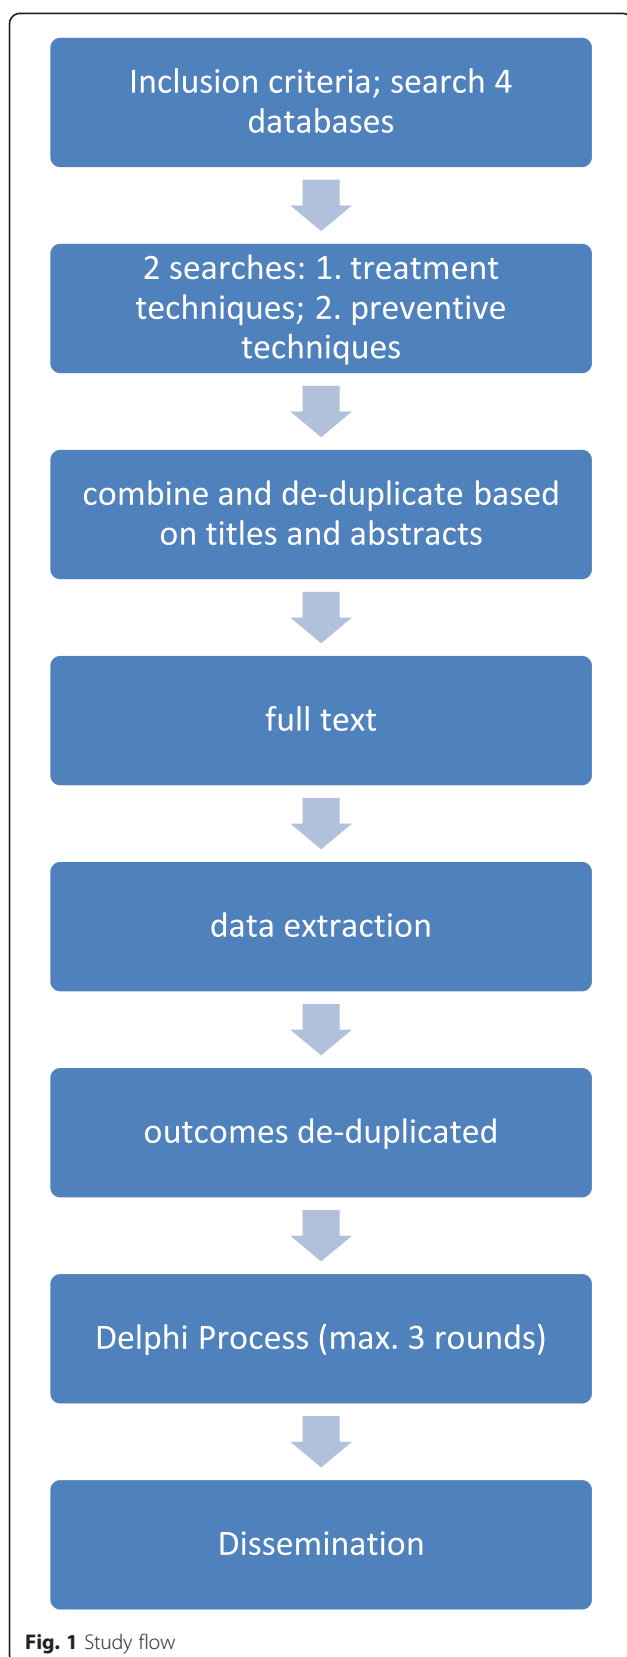 Inclusion criteria; search 4
databases
2 searches: 1. treatment
techniques; 2. preventive
techniques
combine and de-duplicate based
on titles and abstracts
full text
data extraction
outcomes de-duplicated
Delphi Process (max. 3 rounds)
Dissemination
Fig. 1 Study flow